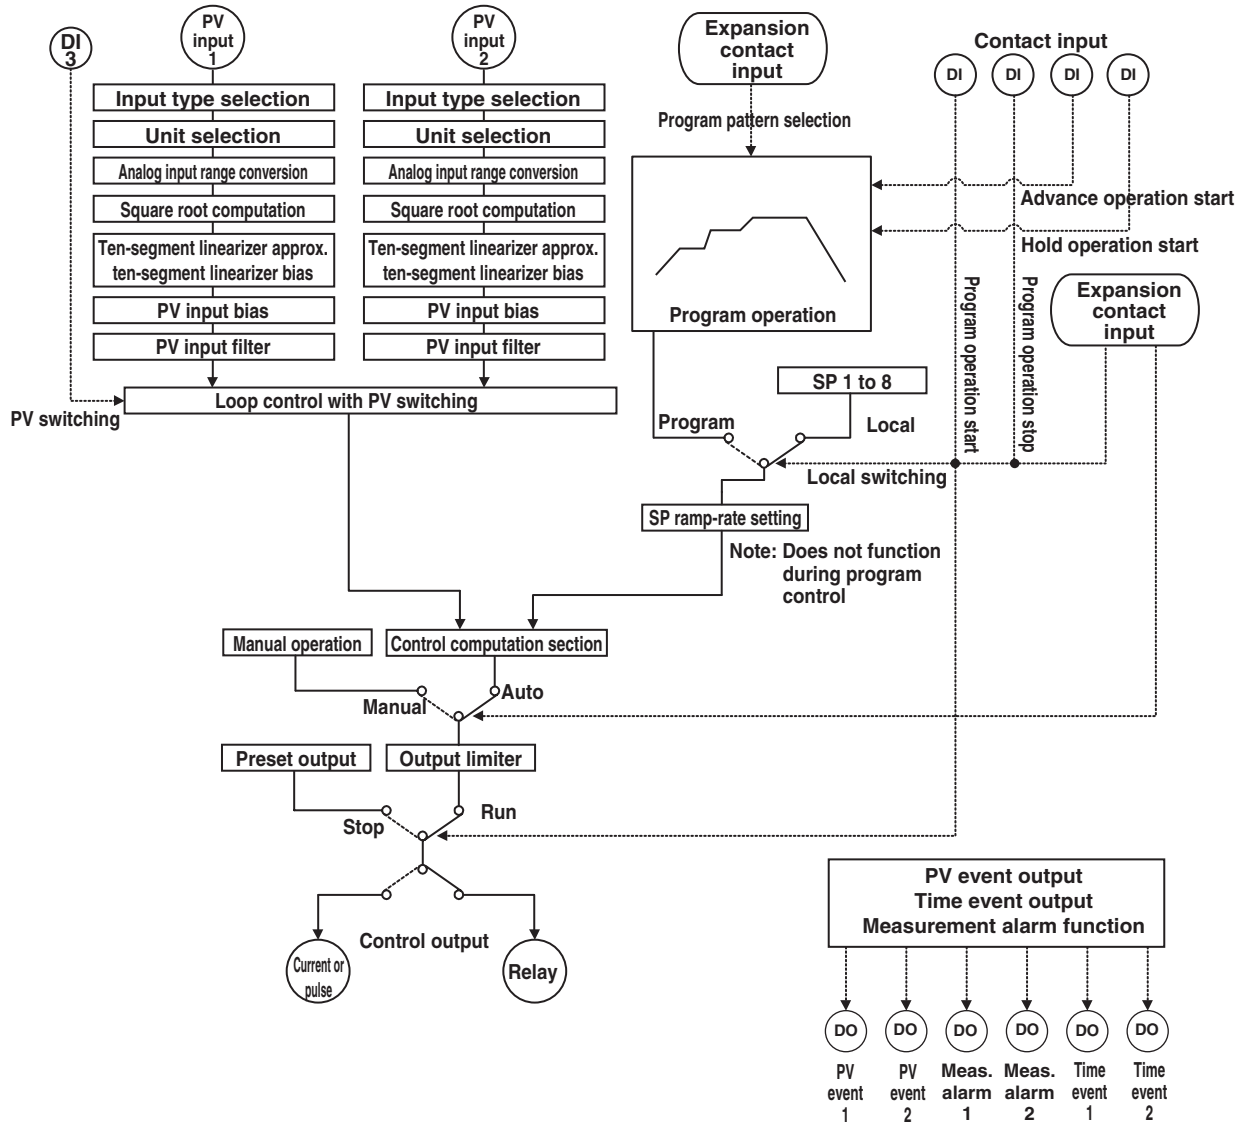 DI
3
PV
input
1
PV
input
2
Expansion
contact
input
Contact input
DI
DI
DI
DI
Input type selection
Unit selection
Analog input range conversion
Square root computation
Ten-segment linearizer approx.
ten-segment linearizer bias
PV input bias
PV input filter
Input type selection
Unit selection
Analog input range conversion
Square root computation
Ten-segment linearizer approx.
ten-segment linearizer bias
PV input bias
PV input filter
Program pattern selection
Program operation
Advance operation start
Hold operation start
Program operation start
Program operation stop
Expansion
contact
input
PV switching
Loop control with PV switching
SP 1 to 8
Program
Local
Local switching
SP ramp-rate setting
Note: Does not function
during program
control
Manual operation
Control computation section
Manual
Auto
Preset output
Output limiter
Stop
Run
Control output
Current or
pulse
Relay
PV event output
Time event output
Measurement alarm function
DO
DO
DO
DO
DO
DO
PV
event
1
PV
event
2
Meas.
alarm
1
Meas.
alarm
2
Time
event
1
Time
event
2